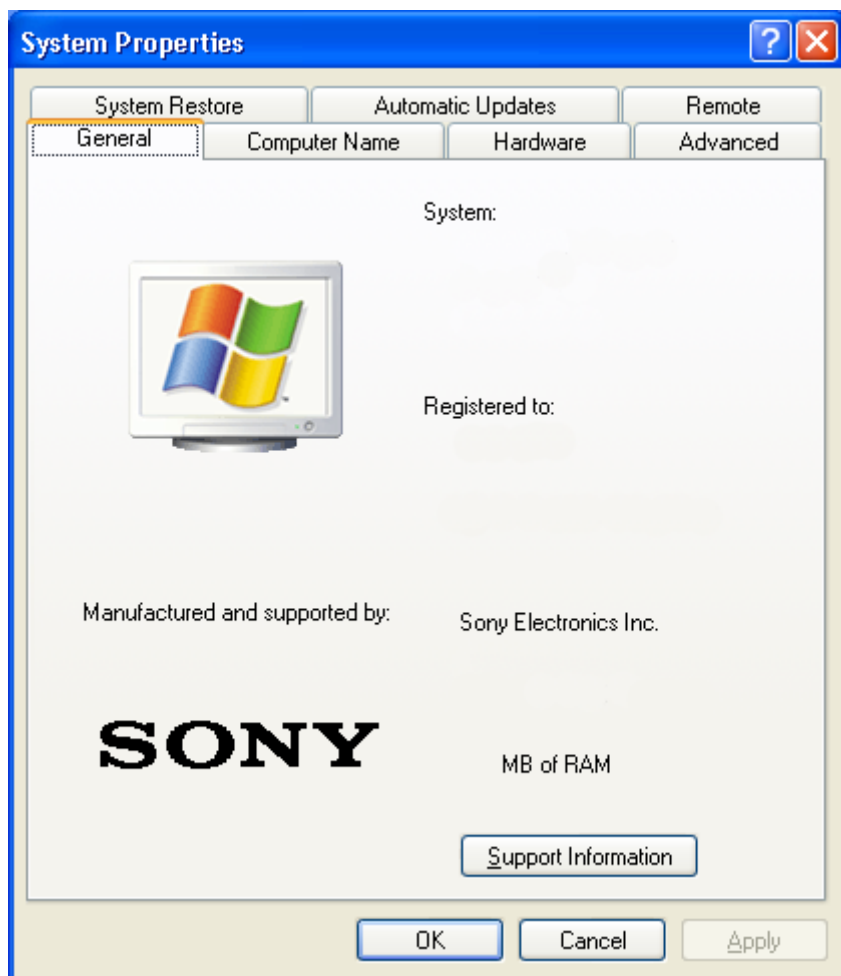 System Properties
System Restore
Automatic Updates
Remote
General
Computer Name
Hardware
Advanced
System:
Registered to:
Manufactured and supported by:
Sony Electronics Inc.
SONY
MB of RAM
Support Information
OK
Cancel
Apply